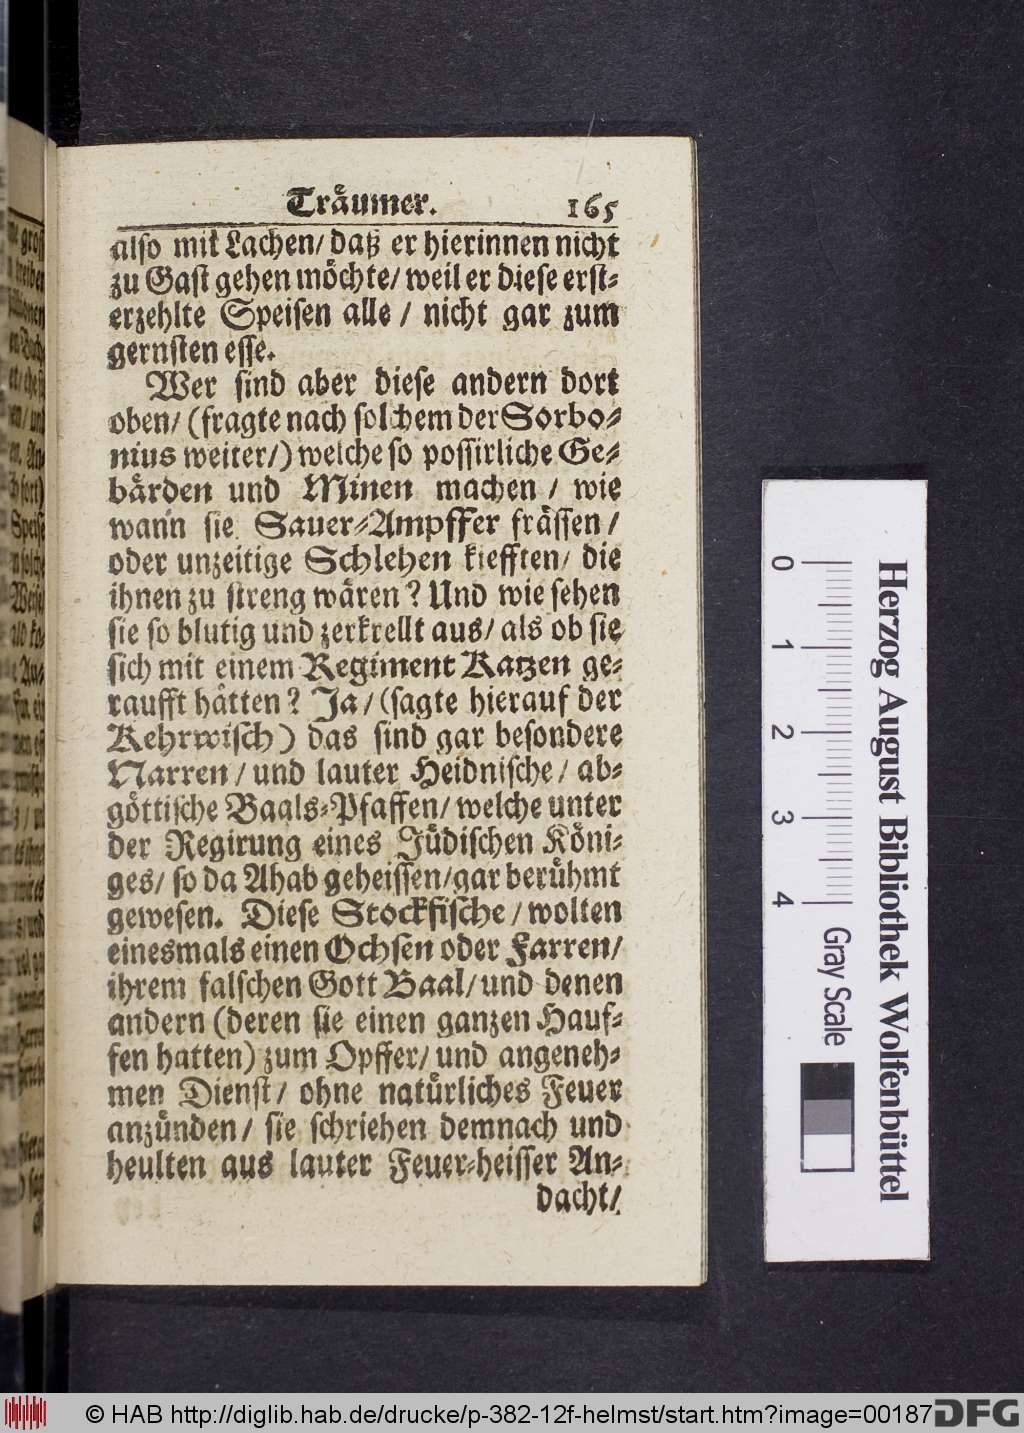 Träumer. 165
also mit Lachen/ daß er hierinnen nicht
zu Gast gehen möchte/ weil er diese erst-
erzehlte Speisen alle / nicht gar zum
gernsten esse.
Wer sind aber diese andern dort
oben/ (fragte nach solchem der Sorbo-
nius weiter/) welche so possirliche Ge-
bärden und Minen machen / wie
wann sie Sauer-Ampffer frässen /
oder unzeitige Schlehen kiefften/ die
ihnen zu streng wären ? Und wie sehen
sie so blutig und zerkrellt aus/ als ob sie
sich mit einem Regiment Katzen ge-
raufft hätten ? Ja / (sagte hierauf der
Kehrwisch) das sind gar besondere
Narren / und lauter Heidnische / ab-
göttische Baals-Pfaffen/ welche unter
der Regirung eines Jüdischen Köni-
ges/ so da Ahab geheissen/ gar berühmt
gewesen. Diese Stockfische / wolten
einesmals einen Ochsen oder Farren/
ihrem falschen Gott Baal/ und denen
andern (deren sie einen ganzen Hauf-
fen hatten) zum Opffer/ und angeneh-
men Dienst/ ohne natürliches Feuer
anzünden/ sie schriehen demnach und
heulten aus lauter Feuer-heisser An-
dacht/
0 1 2 3 4 Gray Scale
Herzog August Bibliothek Wolfenbüttel
© HAB http://diglib.hab.de/drucke/p-382-12f-helmst/start.htm?image=00187
DFG